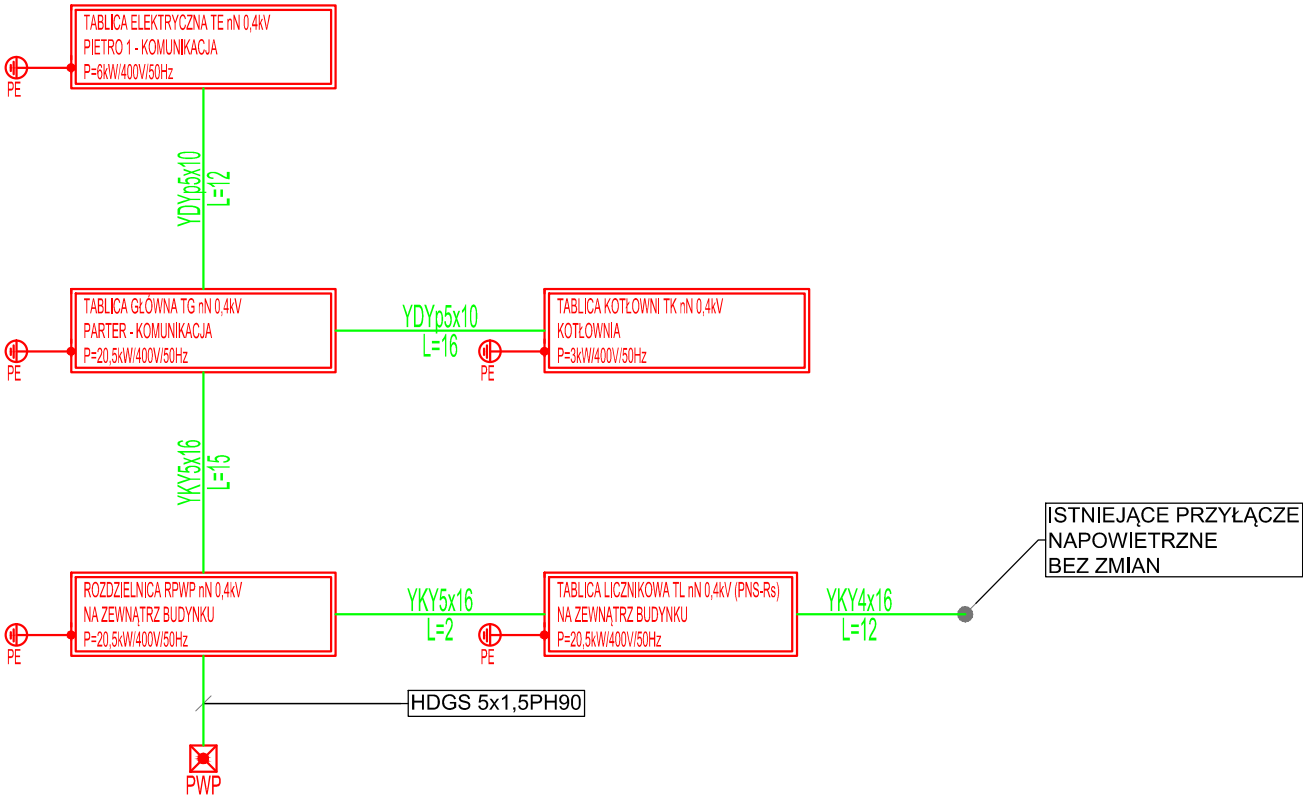 TABLICA ELEKTRYCZNA TE nN 0,4kV
PIETRO 1 - KOMUNIKACJA
P=6kW/400V/50Hz
PE
YDYp5x10
L=12
TABLICA GŁÓWNA TG nN 0,4kV
PARTER - KOMUNIKACJA
P=20,5kW/400V/50Hz
PE
YDYp5x10
L=16
TABLICA KOTŁOWNI TK nN 0,4kV
KOTŁOWNIA
P=3kW/400V/50Hz
PE
YKY5x16
L=15
ROZDZIELNICA RPWP nN 0,4kV
NA ZEWNĄTRZ BUDYNKU
P=20,5kW/400V/50Hz
PE
YKY5x16
L=2
TABLICA LICZNIKOWA TL nN 0,4kV (PNS-Rs)
NA ZEWNĄTRZ BUDYNKU
P=20,5kW/400V/50Hz
PE
YKY4x16
L=12
ISTNIEJĄCE PRZYŁĄCZE
NAPOWIETRZNE
BEZ ZMIAN
HDGS 5x1,5PH90
PWP